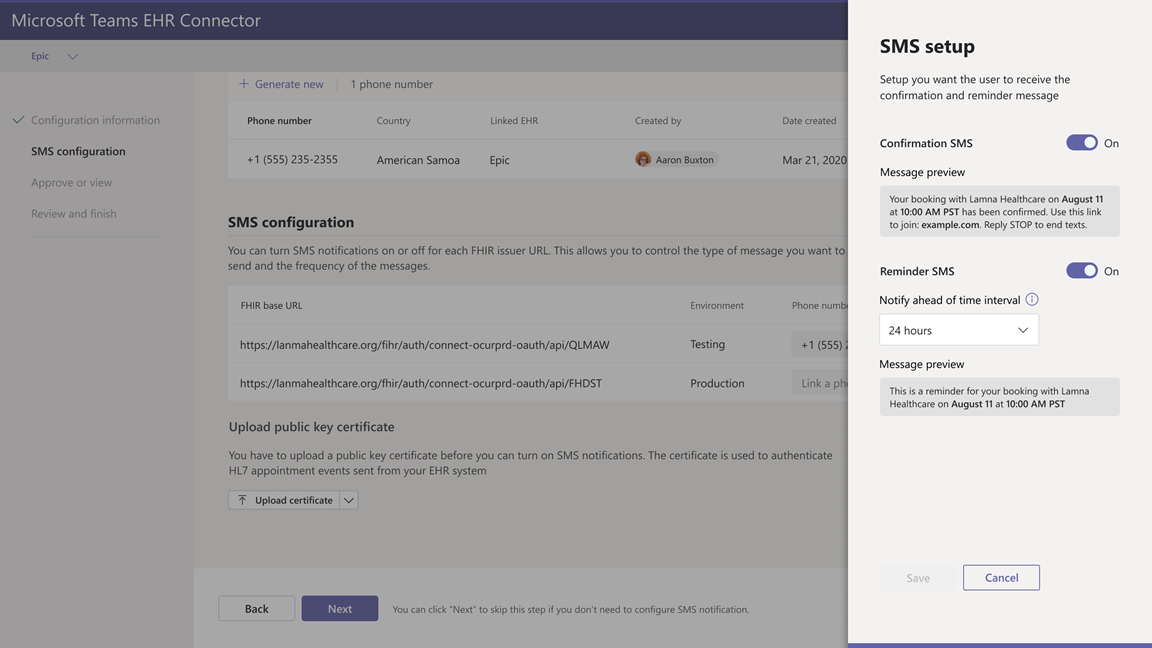 Microsoft Teams EHR Connector
Epic
Configuration information
SMS configuration
Approve or view
Review and finish
Generate new
1 phone number
Phone number Country Linked EHR Created by Date created
+1 (555) 235-2355 American Samoa Epic Aaron Buxton Mar 21, 2020
SMS configuration
You can turn SMS notifications on or off for each FHIR issuer URL. This allows you to control the type of message you want to
send and the frequency of the messages.
FHIR base URL Environment Phone
https://lanmahealthcare.org/fihr/auth/connect-ocurprd-oauth/api/QLMAW Testing +1 (555)
https://lanmahealthcare.org/fhir/auth/connect-ocurprd-oauth/api/FHDST Production Link a
Upload public key certificate
You have to upload a public key certificate before you can turn on SMS notifications. The certificate is used to authenticate
HL7 appointment events sent from your EHR system
Upload certificate
Back
Next
You can click “Next” to skip this step if you don’t need to configure SMS notification.
SMS setup
Setup you want the user to receive the
confirmation and reminder message
Confirmation SMS On
Message preview
Your booking with Lamna Healthcare on August 11
at 10:00 AM PST has been confirmed. Use this link
to join: example.com. Reply STOP to end texts.
Reminder SMS On
Notify ahead of time interval
24 hours
Message preview
This is a reminder for your booking with Lamna
Healthcare on August 11 at 10:00 AM PST
Save
Cancel